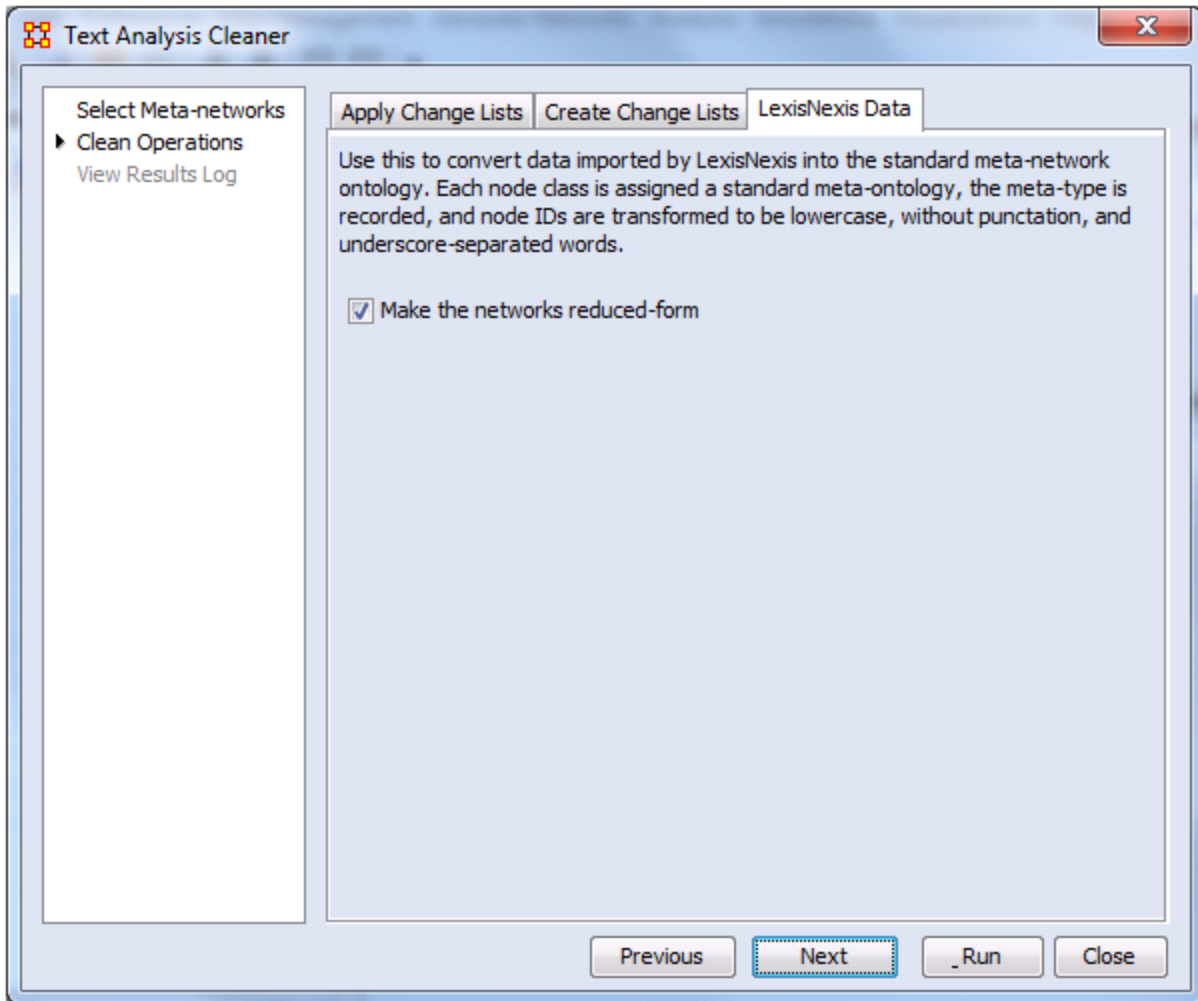 Text Analysis Cleaner
Select Meta-networks
Clean Operations
View Results Log
Apply Change Lists
Create Change Lists
LexisNexis Data
Use this to convert data imported by LexisNexis into the standard meta-network
ontology. Each node class is assigned a standard meta-ontology, the meta-type is
recorded, and node IDs are transformed to be lowercase, without punctation, and
underscore-separated words.
Make the networks reduced-form
Previous
Next
_Run
Close